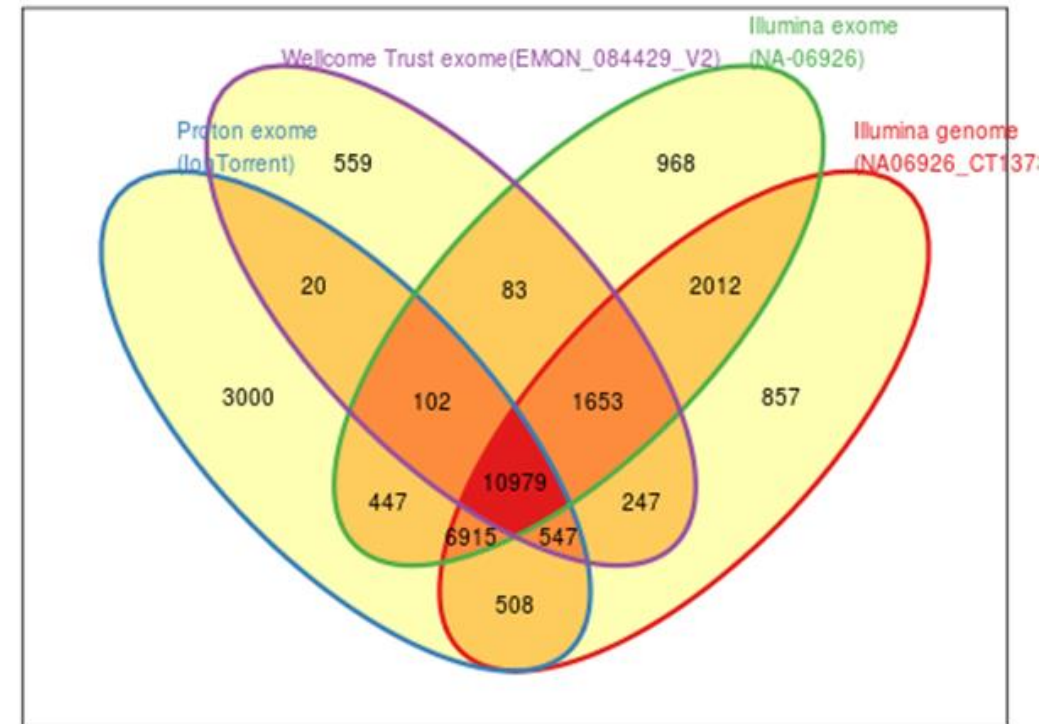 Illumina exome
Wellcome Trust exome(EMQN_084429_V2)
(NA-06926)
Proton exome
(IonTorrent)
Illumina genome
(NA06926_CT1373
559
968
20
83
2012
3000
102
1653
857
10979
447
247
6915
547
508